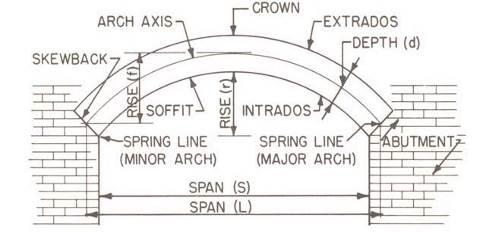 CROWN
ARCH AXIS
EXTRADOS
DEPTH (d)
SKEWBACK
RISE (f)
SOFFIT
RISE (r)
INTRADOS
SPRING LINE
(MINOR ARCH)
SPRING LINE
(MAJOR ARCH)
ABUTMENT
SPAN (S)
SPAN (L)